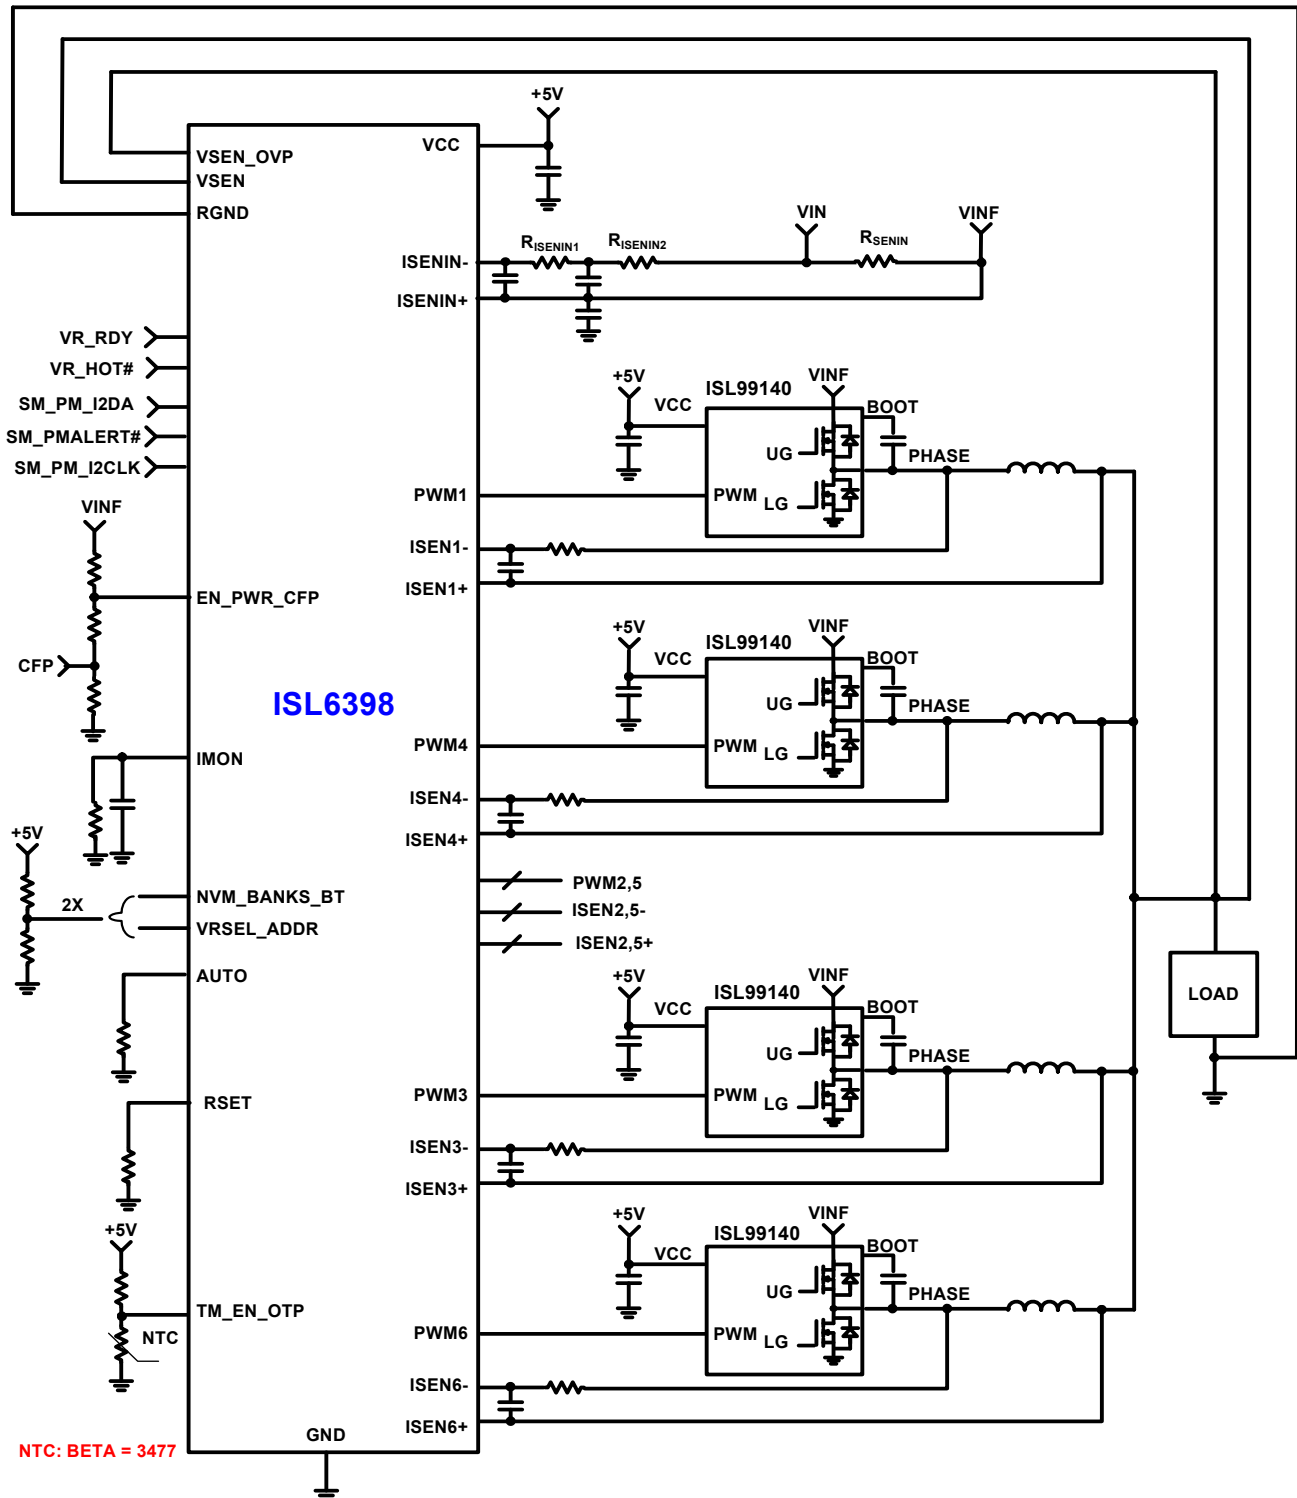 +5V
VCC
VSEN_OVP
VSEN
RGND
VIN
VINF
RISENIN1
RISENIN2
RSENIN
ISENIN-
ISENIN+
VR_RDY
VR_HOT#
SM_PM_I2DA
SM_PMALERT#
SM_PM_I2CLK
VINF
EN_PWR_CFP
CFP
ISL6398
IMON
+5V
2X
NVM_BANKS_BT
VRSEL_ADDR
AUTO
RSET
+5V
TM_EN_OTP
NTC
NTC: BETA = 3477
GND
+5V
VCC
ISL99140
VINF
BOOT
UG
PHASE
PWM1
PWM
LG
ISEN1-
ISEN1+
+5V
VCC
ISL99140
VINF
BOOT
UG
PHASE
PWM4
PWM
LG
ISEN4-
ISEN4+
PWM2,5
ISEN2,5-
ISEN2,5+
+5V
VCC
ISL99140
VINF
BOOT
UG
PHASE
PWM3
PWM
LG
ISEN3-
ISEN3+
+5V
VCC
ISL99140
VINF
BOOT
UG
PHASE
PWM6
PWM
LG
ISEN6-
ISEN6+
LOAD